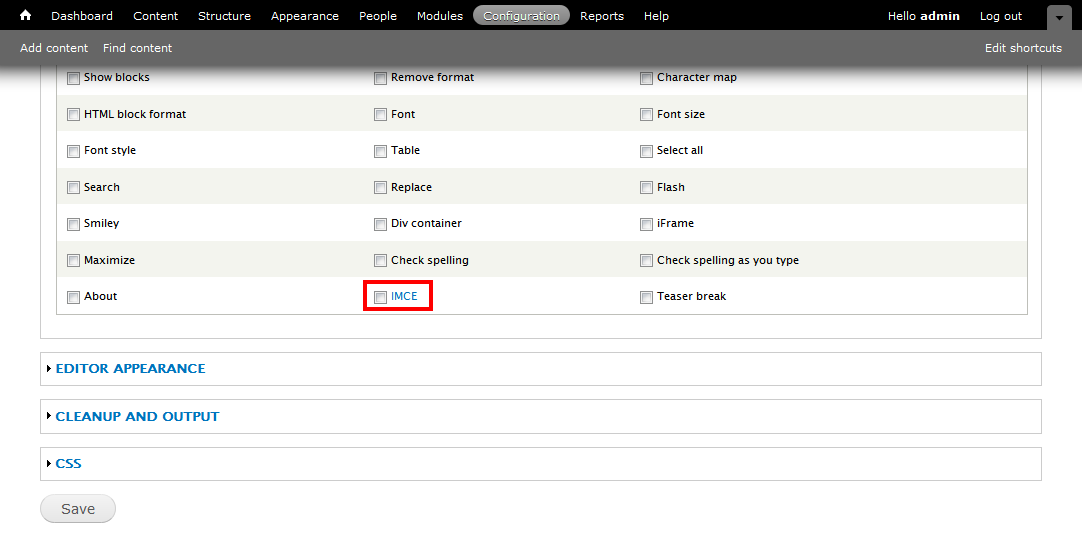 Dashboard Content Structure Appearance People Modules Configuration Reports Help Hello admin Log out
Add content Find content Edit shortcuts
Show blocks Remove format Character map
HTML block format Font Font size
Font style Table Select all
Search Replace Flash
Smiley Div container iFrame
Maximize Check spelling Check spelling as you type
About IMCE Teaser break
EDITOR APPEARANCE
CLEANUP AND OUTPUT
CSS
Save